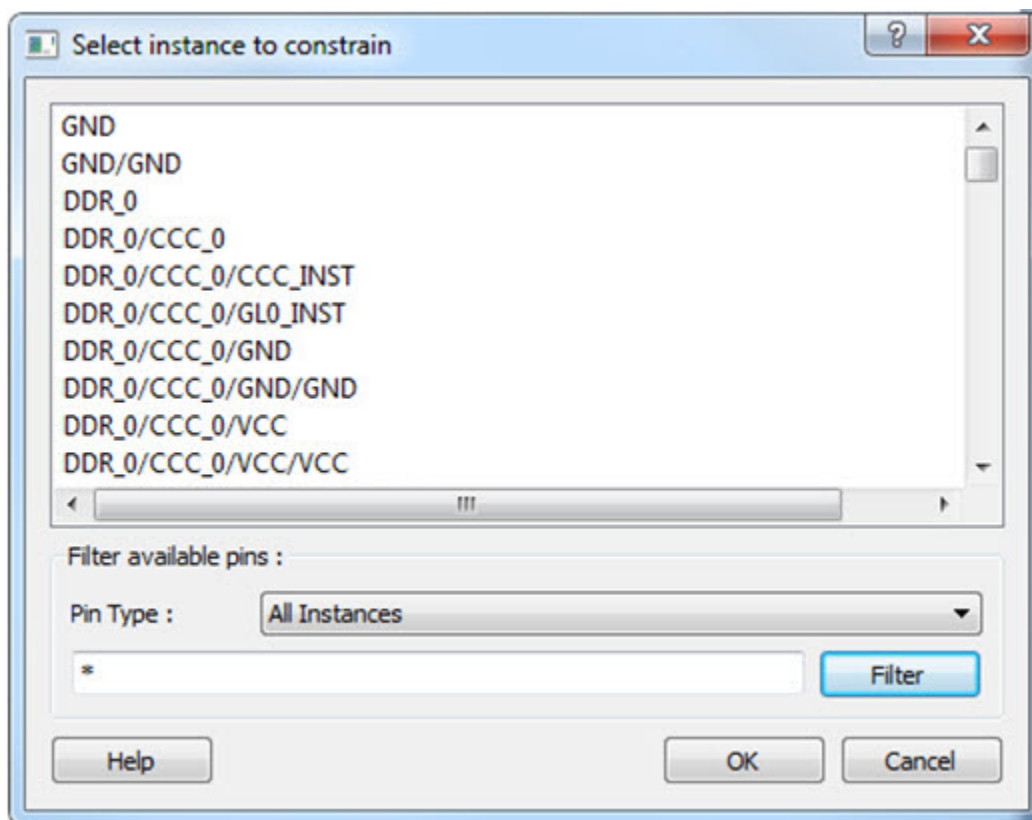 Select instance to constrain
GND
GND/GND
DDR_0
DDR_0/CCC_0
DDR_0/CCC_0/CCC_INST
DDR_0/CCC_0/GL0_INST
DDR_0/CCC_0/GND
DDR_0/CCC_0/GND/GND
DDR_0/CCC_0/VCC
DDR_0/CCC_0/VCC/VCC
Filter available pins :
Pin Type : All Instances
* Filter
Help OK Cancel